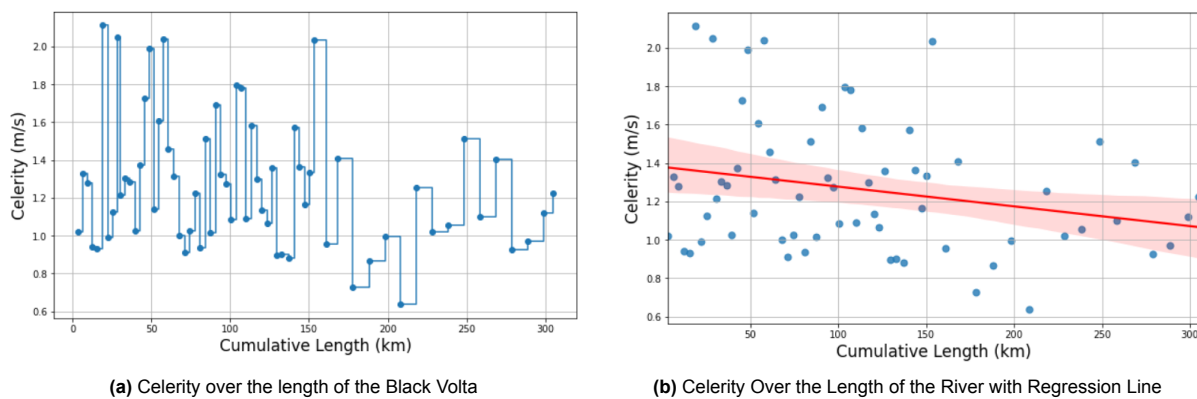 2.0
1.8
1.6
1.4
1.2
1.0
0.8
0.6
Celerity (m/s)
0 50 100 150 200 250 300
Cumulative Length (km)
(a) Celerity over the length of the Black Volta
2.0
1.8
1.6
1.4
1.2
1.0
0.8
0.6
Celerity (m/s)
50 100 150 200 250 300
Cumulative Length (km)
(b) Celerity Over the Length of the River with Regression Line